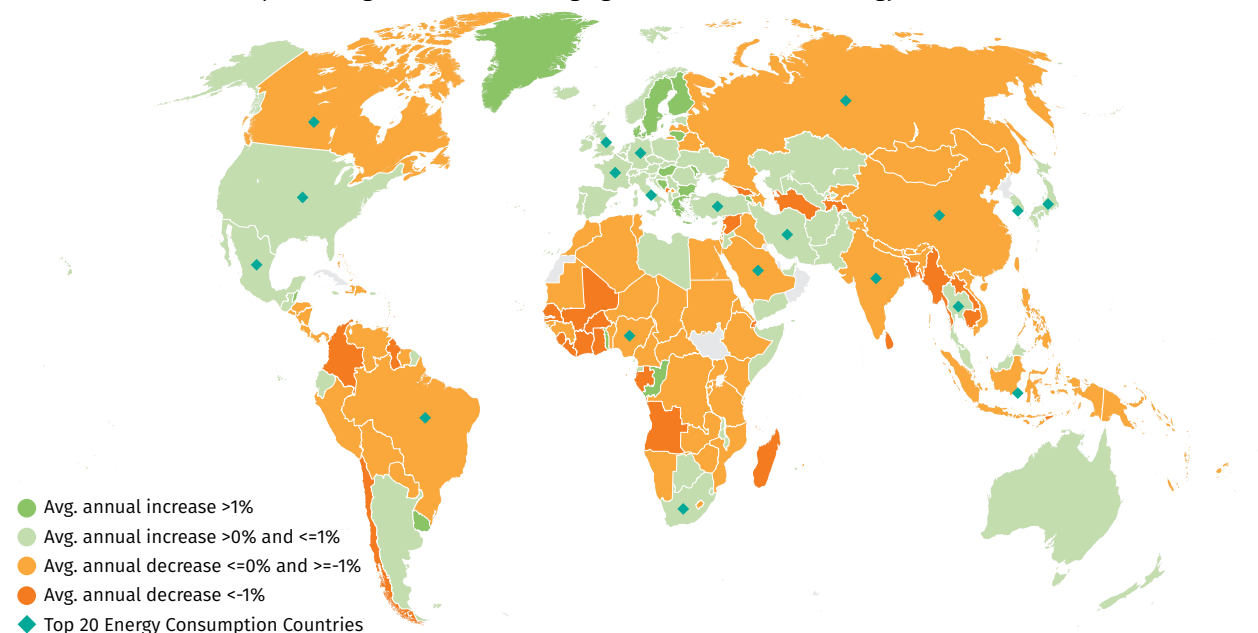 Avg. annual increase >1%
Avg. annual increase >0% and <=1%
Avg. annual decrease <=0% and >=-1%
Avg. annual decrease <-1%
Top 20 Energy Consumption Countries